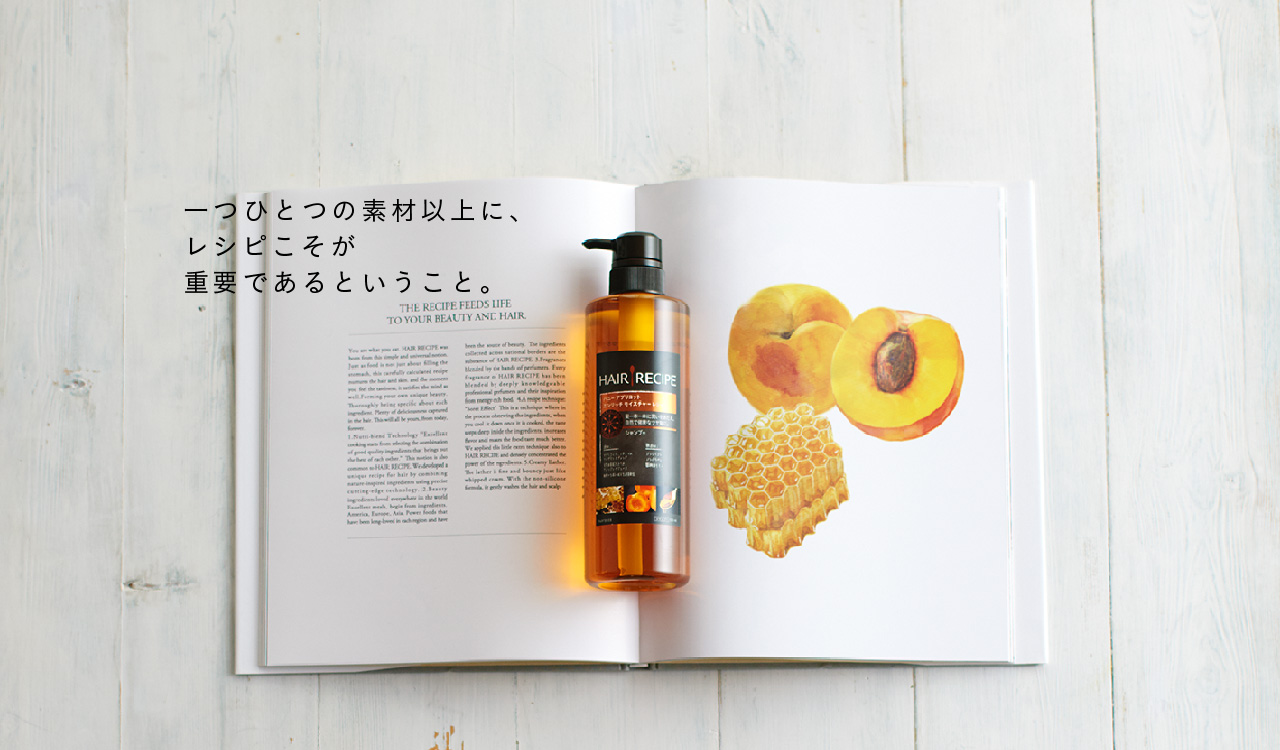 一つひとつの素材以上に、
レシピこそが
重要であるということ。
THE RECIPE FEEDS LIFE
TO YOUR BEAUTY AND HAIR.
You are what you eat. HAIR RECIPE was
born from this simple and universal notion.
Just as food is not just about filling the
stomach, this carefully calculated recipe
nurtures the hair and skin, and the moment
you feel the tastiness, it enriches the mind as
well. Forming your own unique beauty.
Thoroughly being specific about rich
ingredient. Plenty of deliciousness captured
in the hair. This will all be yours, from today,
forever.
1. Nutri-fusion Technology "Excellent
cooking starts from selecting the combination
of good quality ingredients that brings out
the best of each other." This notion is also
common to HAIR RECIPE. We developed a
unique recipe for hair by combining
nature-inspired ingredients using precise
cutting-edge technology. 2. Beauty
ingredients loved everywhere in the world
Excellent meals begin from ingredients.
America, Europe, Asia. Power foods that
have been long-loved in each region and have
been the source of beauty. The ingredients
collected across national borders are the
substance of HAIR RECIPE. 3. Fragrance
blended by the hands of perfumers. Every
fragrance in HAIR RECIPE has been
blended by deeply knowledgeable
professional perfumers and their inspiration
from energy-rich food. 4. A recipe technique:
This is a technique where in
the process observing the ingredients, when
you cool it down once it is cooked, the taste
seeps deep inside the ingredients. Increases
flavor and makes the food taste much better.
We applied this little recipe technique also to
HAIR RECIPE and densely concentrated the
power of the ingredients. 5. Creamy Lather.
The lather is fine and bouncy just like
whipped cream. With the non-silicone
formula, it gently washes the hair and scalp.
HAIR RECIPE
ハニー アプリコット
エンリッチ モイスチャー
シャンプー